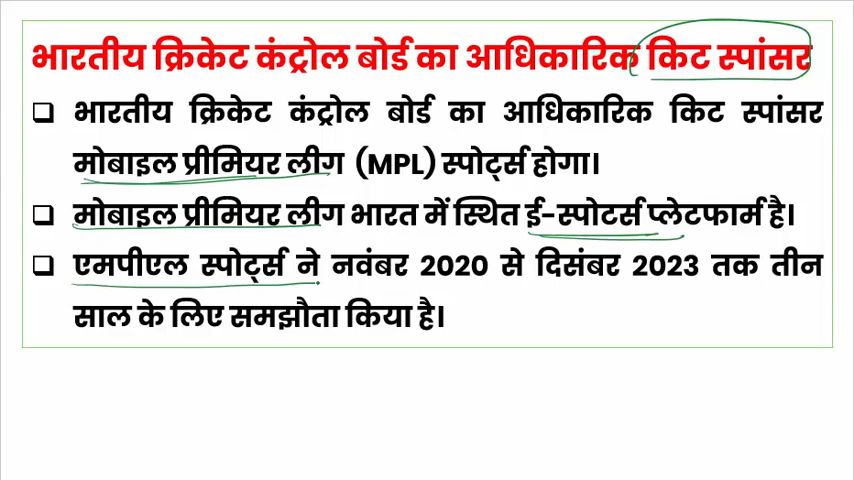 भारतीय क्रिकेट कंट्रोल बोर्ड का आधिकारिक किट स्पांसर
❑ भारतीय क्रिकेट कंट्रोल बोर्ड का आधिकारिक किट स्पांसर
मोबाइल प्रीमियर लीग (MPL) स्पोर्ट्स होगा।
❑ मोबाइल प्रीमियर लीग भारत में स्थित ई-स्पोटर्स प्लेटफार्म है।
❑ एमपीएल स्पोर्ट्स ने नवंबर 2020 से दिसंबर 2023 तक तीन
साल के लिए समझौता किया है।